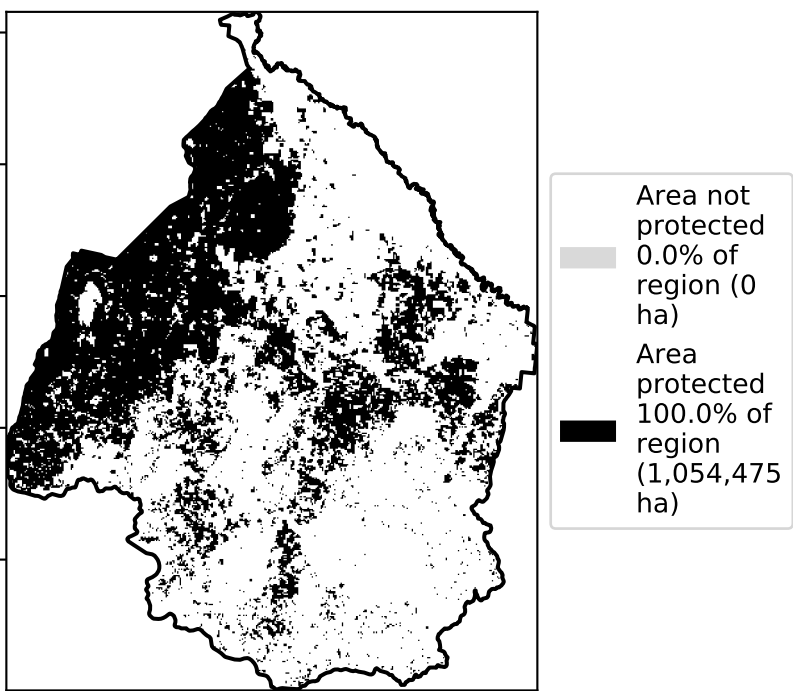 Area not
protected
0.0% of
region (0
ha)
Area
protected
100.0% of
region
(1,054,475
ha)